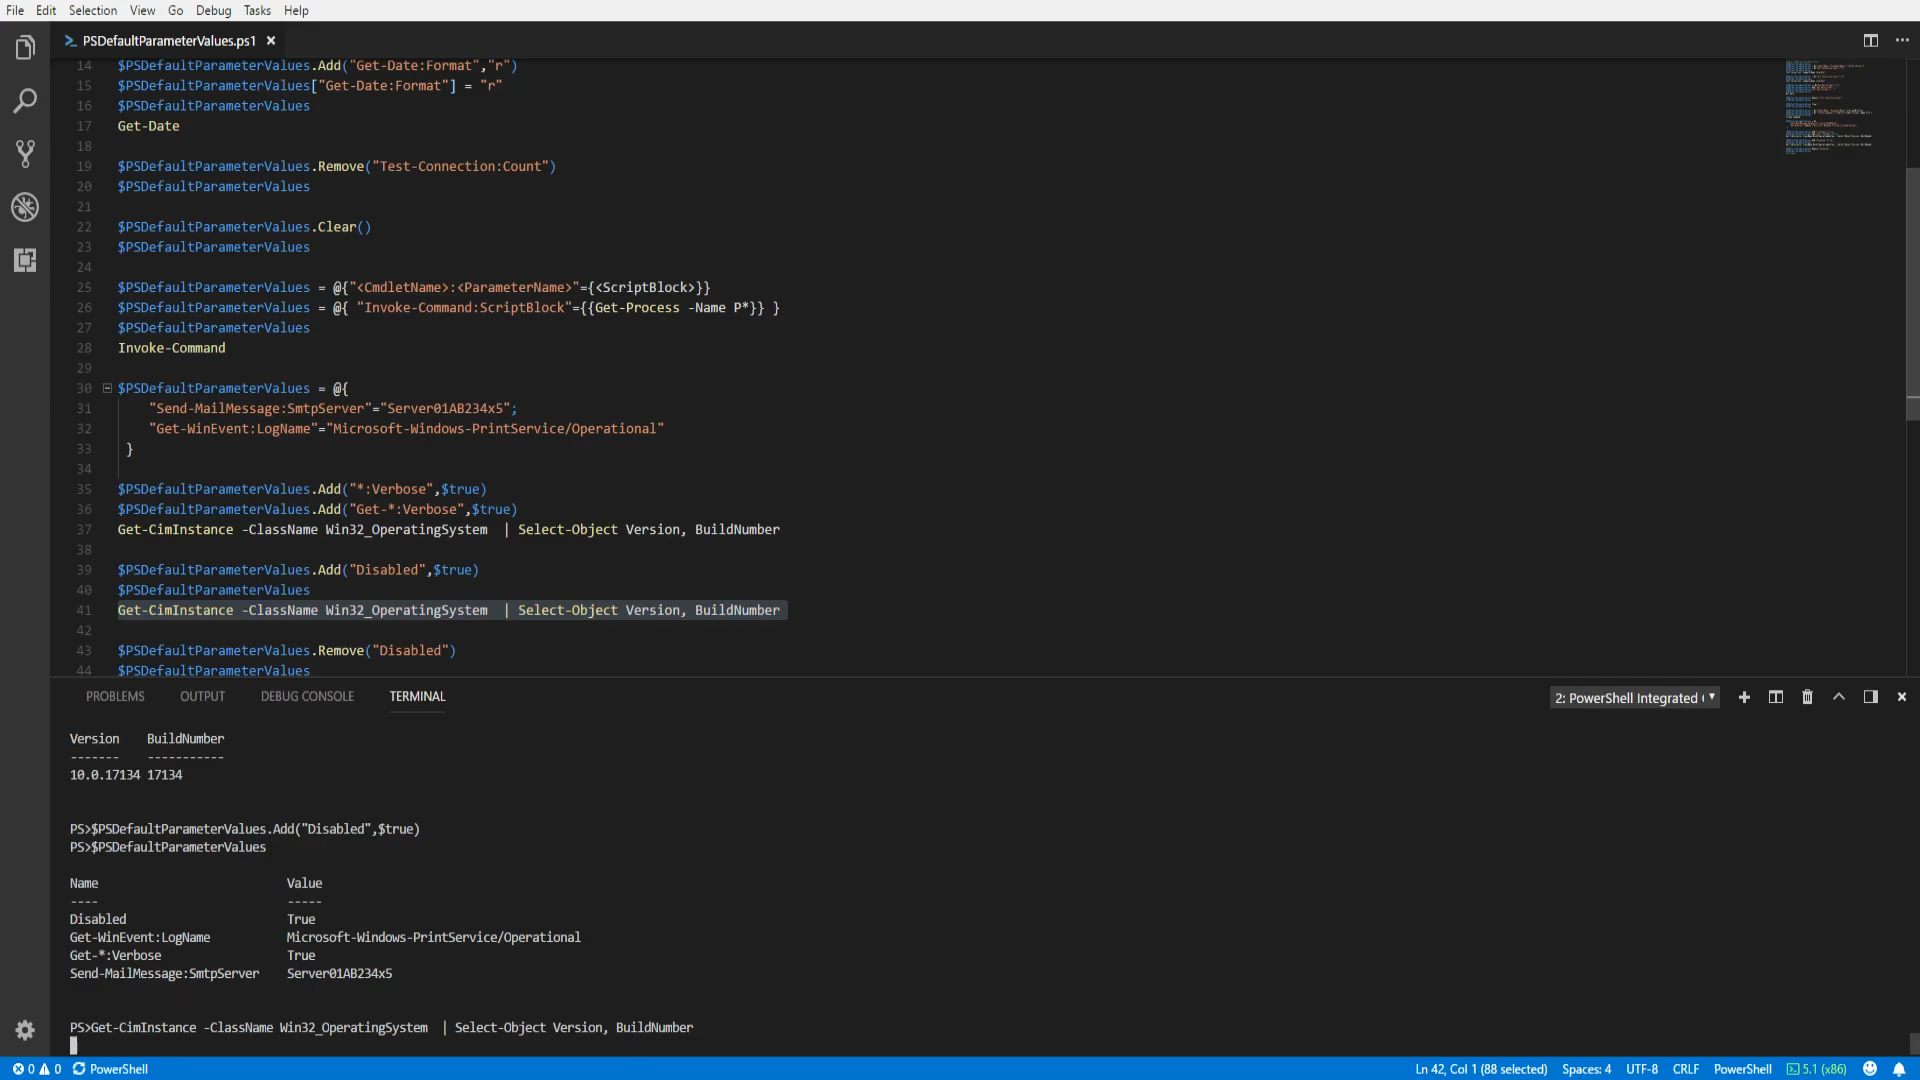 File Edit Selection View Go Debug Tasks Help
PSDefaultParameterValues.ps1
14 $PSDefaultParameterValues.Add("Get-Date:Format","r")
15 $PSDefaultParameterValues["Get-Date:Format"] = "r"
16 $PSDefaultParameterValues
17 Get-Date
18
19 $PSDefaultParameterValues.Remove("Test-Connection:Count")
20 $PSDefaultParameterValues
21
22 $PSDefaultParameterValues.Clear()
23 $PSDefaultParameterValues
24
25 $PSDefaultParameterValues = @{"<CmdletName>:<ParameterName>"={<ScriptBlock>}}
26 $PSDefaultParameterValues = @{ "Invoke-Command:ScriptBlock"={{Get-Process -Name P*}} }
27 $PSDefaultParameterValues
28 Invoke-Command
29
30 $PSDefaultParameterValues = @{
31 "Send-MailMessage:SmtpServer"="Server01AB234x5";
32 "Get-WinEvent:LogName"="Microsoft-Windows-PrintService/Operational"
33 }
34
35 $PSDefaultParameterValues.Add("*:Verbose",$true)
36 $PSDefaultParameterValues.Add("Get-*:Verbose",$true)
37 Get-CimInstance -ClassName Win32_OperatingSystem | Select-Object Version, BuildNumber
38
39 $PSDefaultParameterValues.Add("Disabled",$true)
40 $PSDefaultParameterValues
41 Get-CimInstance -ClassName Win32_OperatingSystem | Select-Object Version, BuildNumber
42
43 $PSDefaultParameterValues.Remove("Disabled")
44 $PSDefaultParameterValues
PROBLEMS OUTPUT DEBUG CONSOLE TERMINAL 2: PowerShell Integrated
Version BuildNumber
------- -----------
10.0.17134 17134
PS>$PSDefaultParameterValues.Add("Disabled",$true)
PS>$PSDefaultParameterValues
Name Value
---- -----
Disabled True
Get-WinEvent:LogName Microsoft-Windows-PrintService/Operational
Get-*:Verbose True
Send-MailMessage:SmtpServer Server01AB234x5
PS>Get-CimInstance -ClassName Win32_OperatingSystem | Select-Object Version, BuildNumber
0 0 PowerShell Ln 42, Col 1 (88 selected) Spaces: 4 UTF-8 CRLF PowerShell 5.1 (x86)